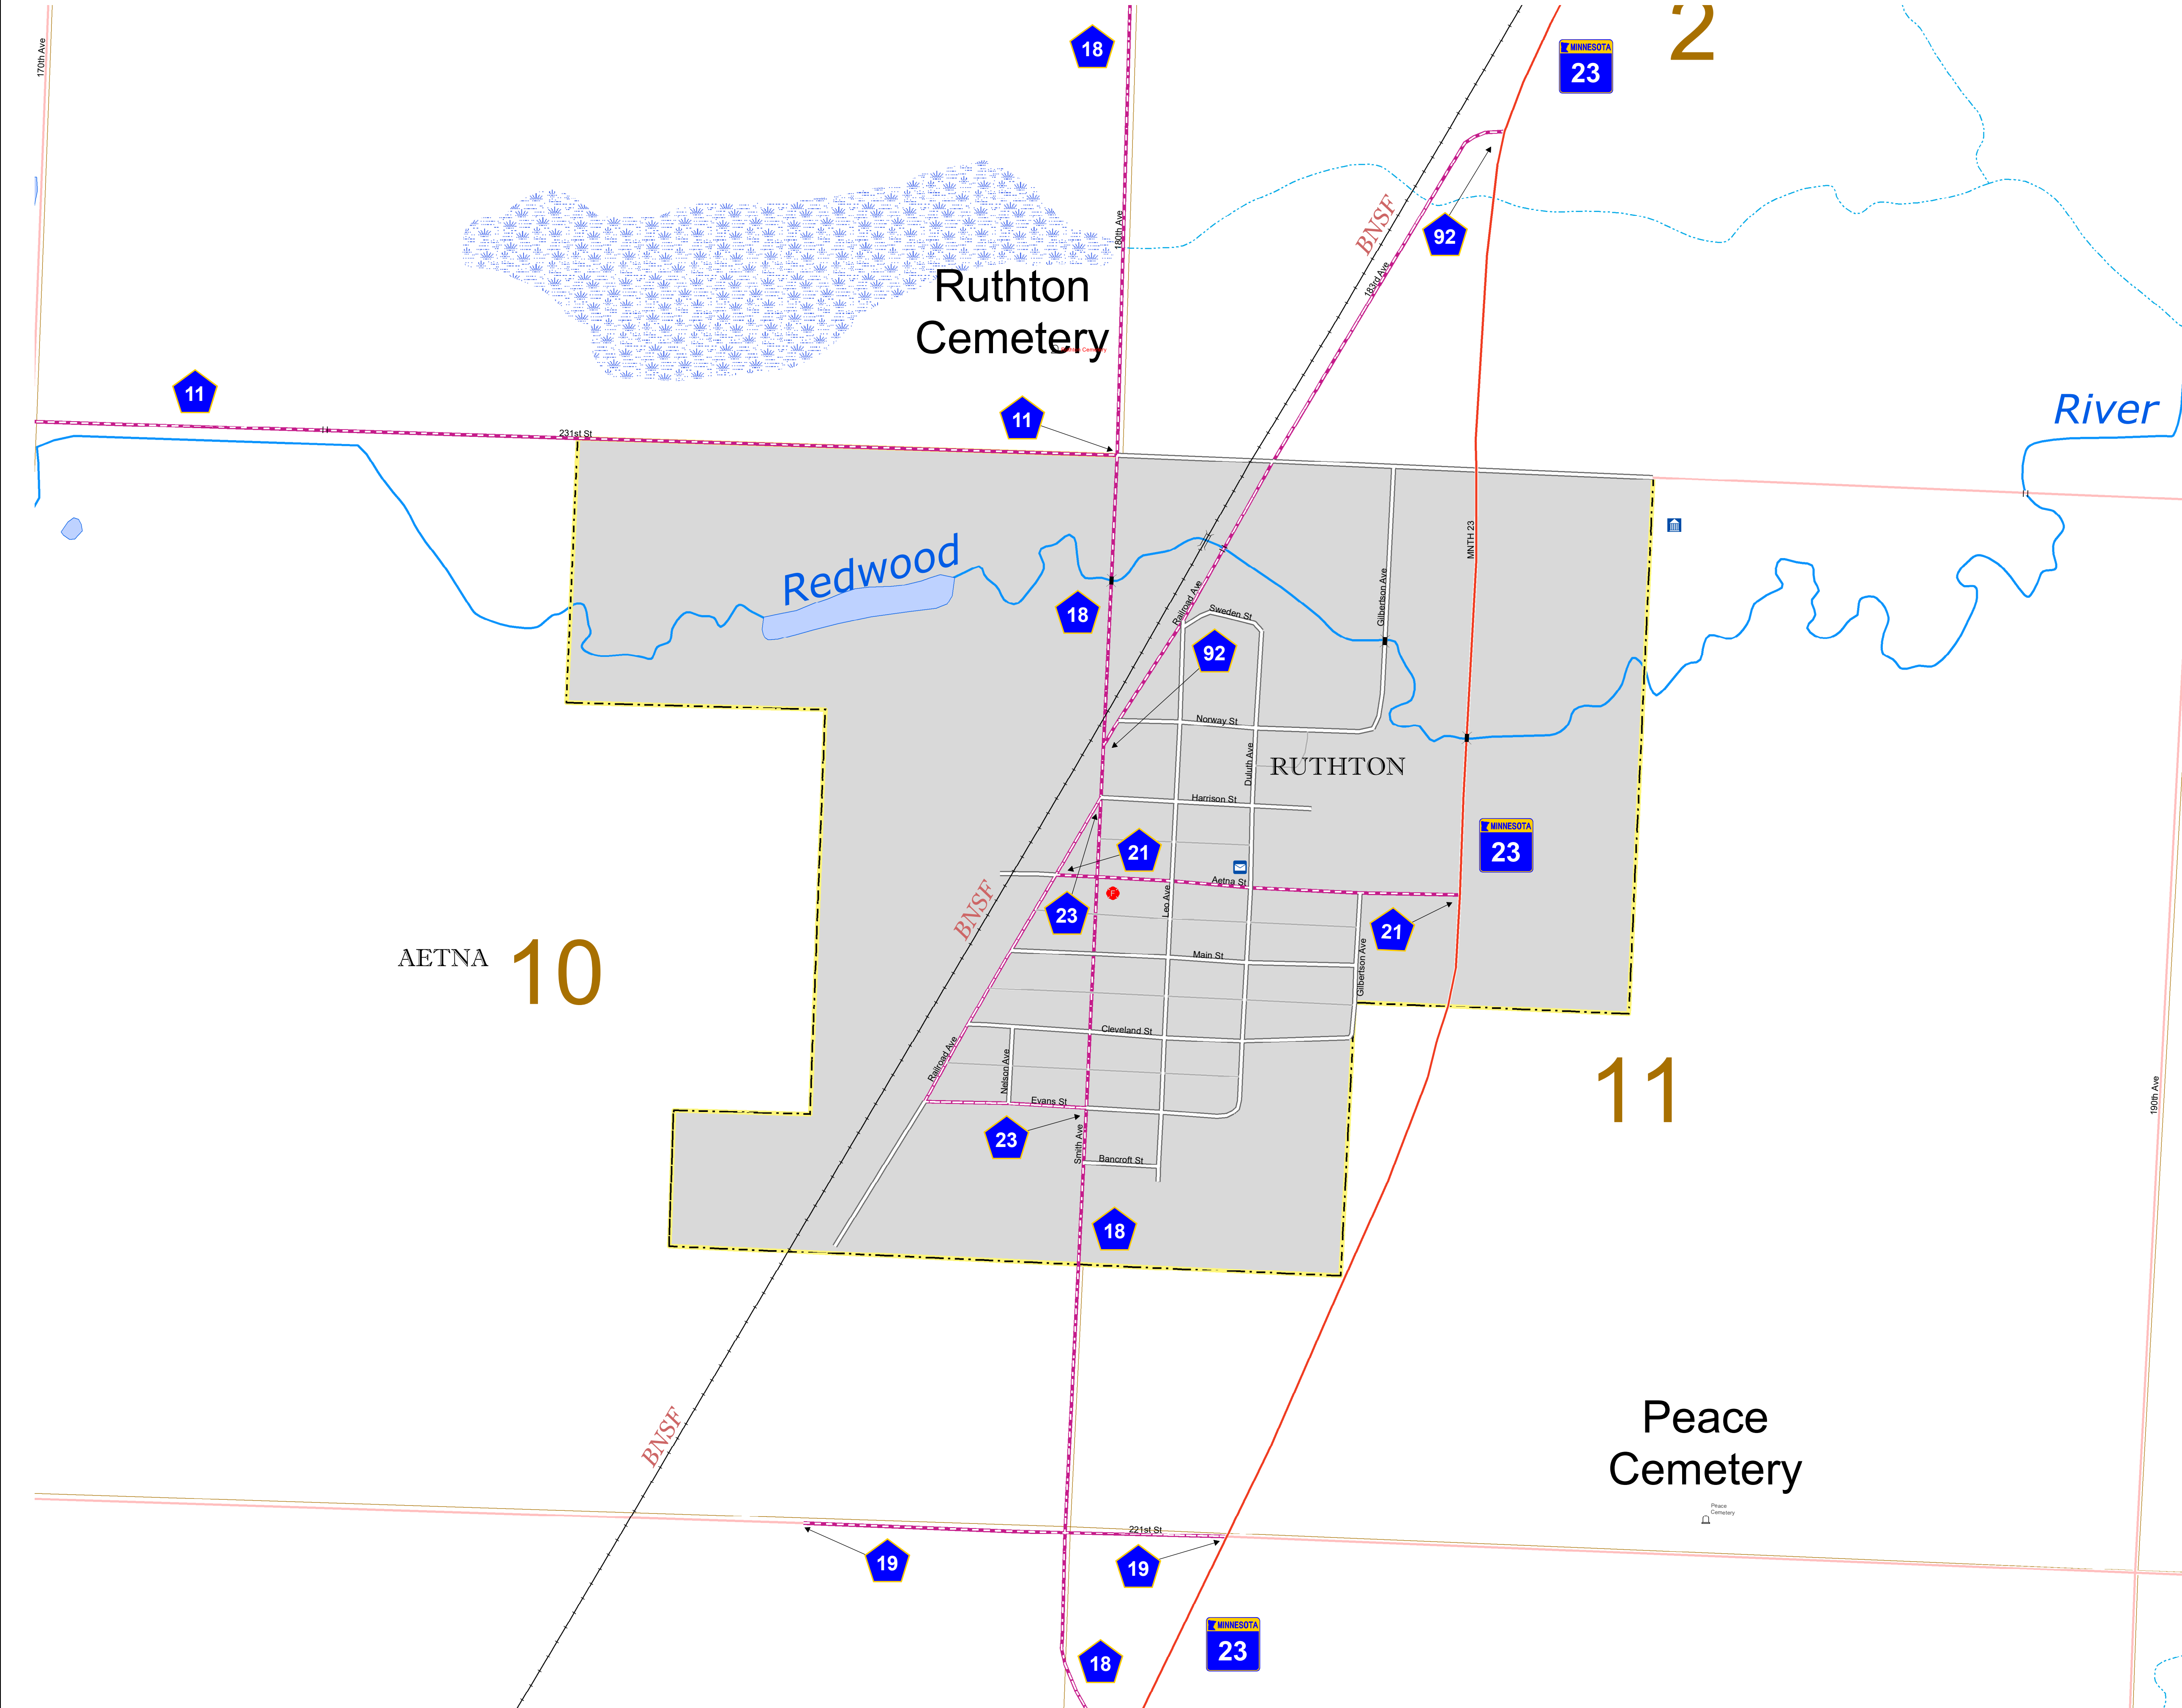 2
170th Ave
18
MINNESOTA
23
BNSF
92
180th Ave
183rd Ave
Ruthton
Cemetery
Ruthton Cemetery
11
11
231st St
River
MNTH 23
Redwood
18
Railroad Ave
Sweden St
Gilbertson Ave
92
Norway St
Duluth Ave
RUTHTON
Harrison St
MINNESOTA
23
21
Aetna St
F
Leo Ave
23
21
BNSF
AETNA
10
Main St
Gilbertson Ave
Cleveland St
Railroad Ave
Nelson Ave
11
190th Ave
Evans St
23
Smith Ave
Bancroft St
18
BNSF
Peace
Cemetery
Peace
Cemetery
221st St
19
19
MINNESOTA
23
18